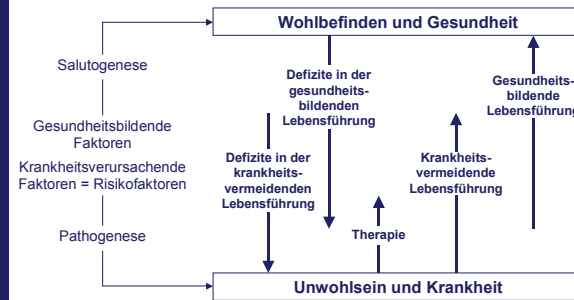 Wohlbefinden und Gesundheit
Salutogenese
Gesundheitsbildende
Faktoren
Krankheitsverursachende
Faktoren = Risikofaktoren
Pathogenese
Defizite in der
gesundheits-
bildenden
Lebensführung
Defizite in der
krankheits-
vermeidenden
Lebensführung
Therapie
Krankheits-
vermeidende
Lebensführung
Gesundheits-
bildende
Lebensführung
Unwohlsein und Krankheit